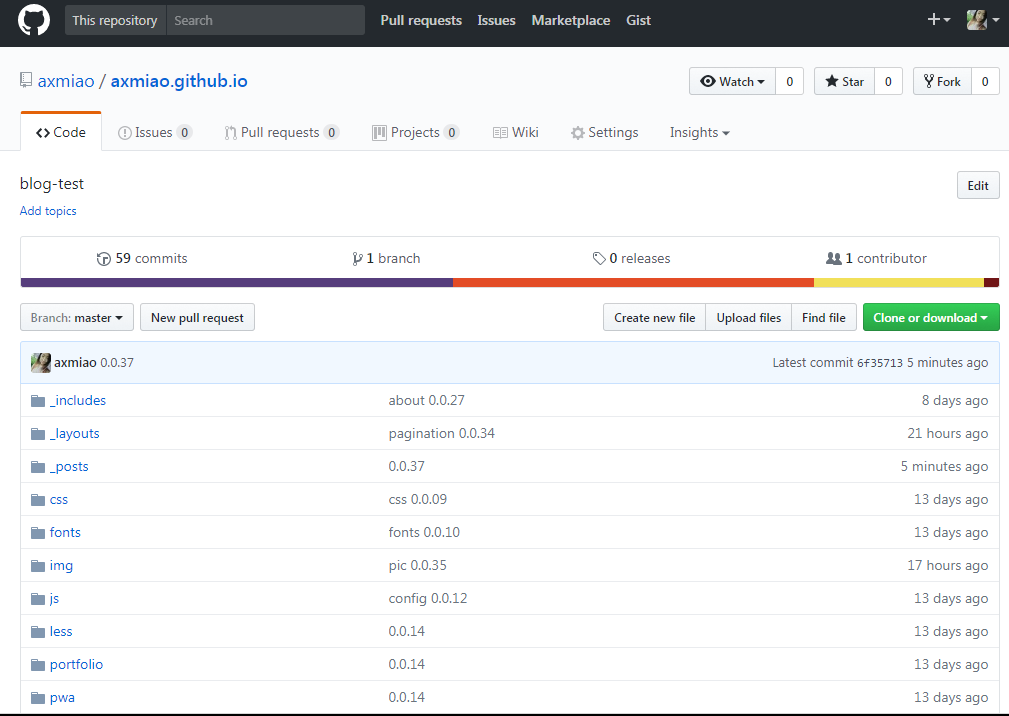 This repository Search Pull requests Issues Marketplace Gist
axmiao / axmiao.github.io Watch 0 Star 0 Fork 0
Code Issues 0 Pull requests 0 Projects 0 Wiki Settings Insights
blog-test Edit
Add topics
59 commits 1 branch 0 releases 1 contributor
Branch: master New pull request Create new file Upload files Find file Clone or download
axmiao 0.0.37 Latest commit 6f35713 5 minutes ago
_includes about 0.0.27 8 days ago
_layouts pagination 0.0.34 21 hours ago
_posts 0.0.37 5 minutes ago
css css 0.0.09 13 days ago
fonts fonts 0.0.10 13 days ago
img pic 0.0.35 17 hours ago
js config 0.0.12 13 days ago
less 0.0.14 13 days ago
portfolio 0.0.14 13 days ago
pwa 0.0.14 13 days ago